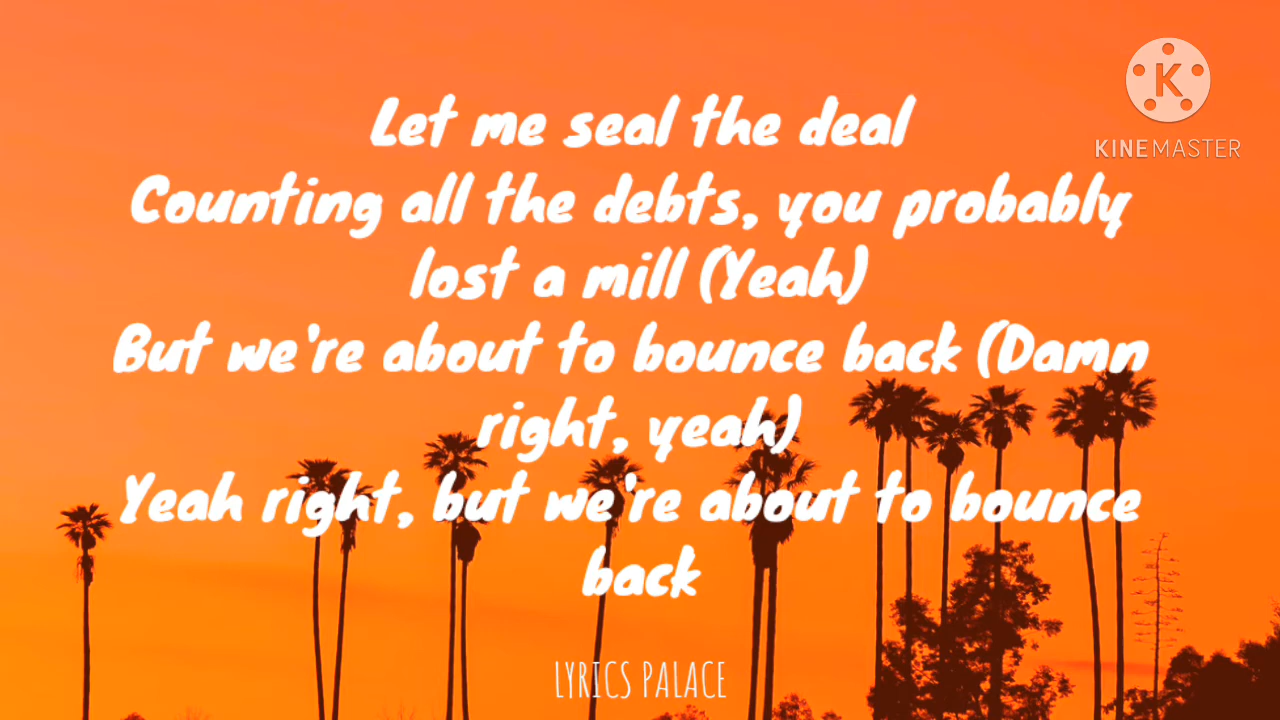 K
KINEMASTER
Let me seal the deal
Counting all the debts, you probably
lost a mill (Yeah)
But we're about to bounce back (Damn
right, yeah)
Yeah right, but we're about to bounce
back
LYRICS PALACE